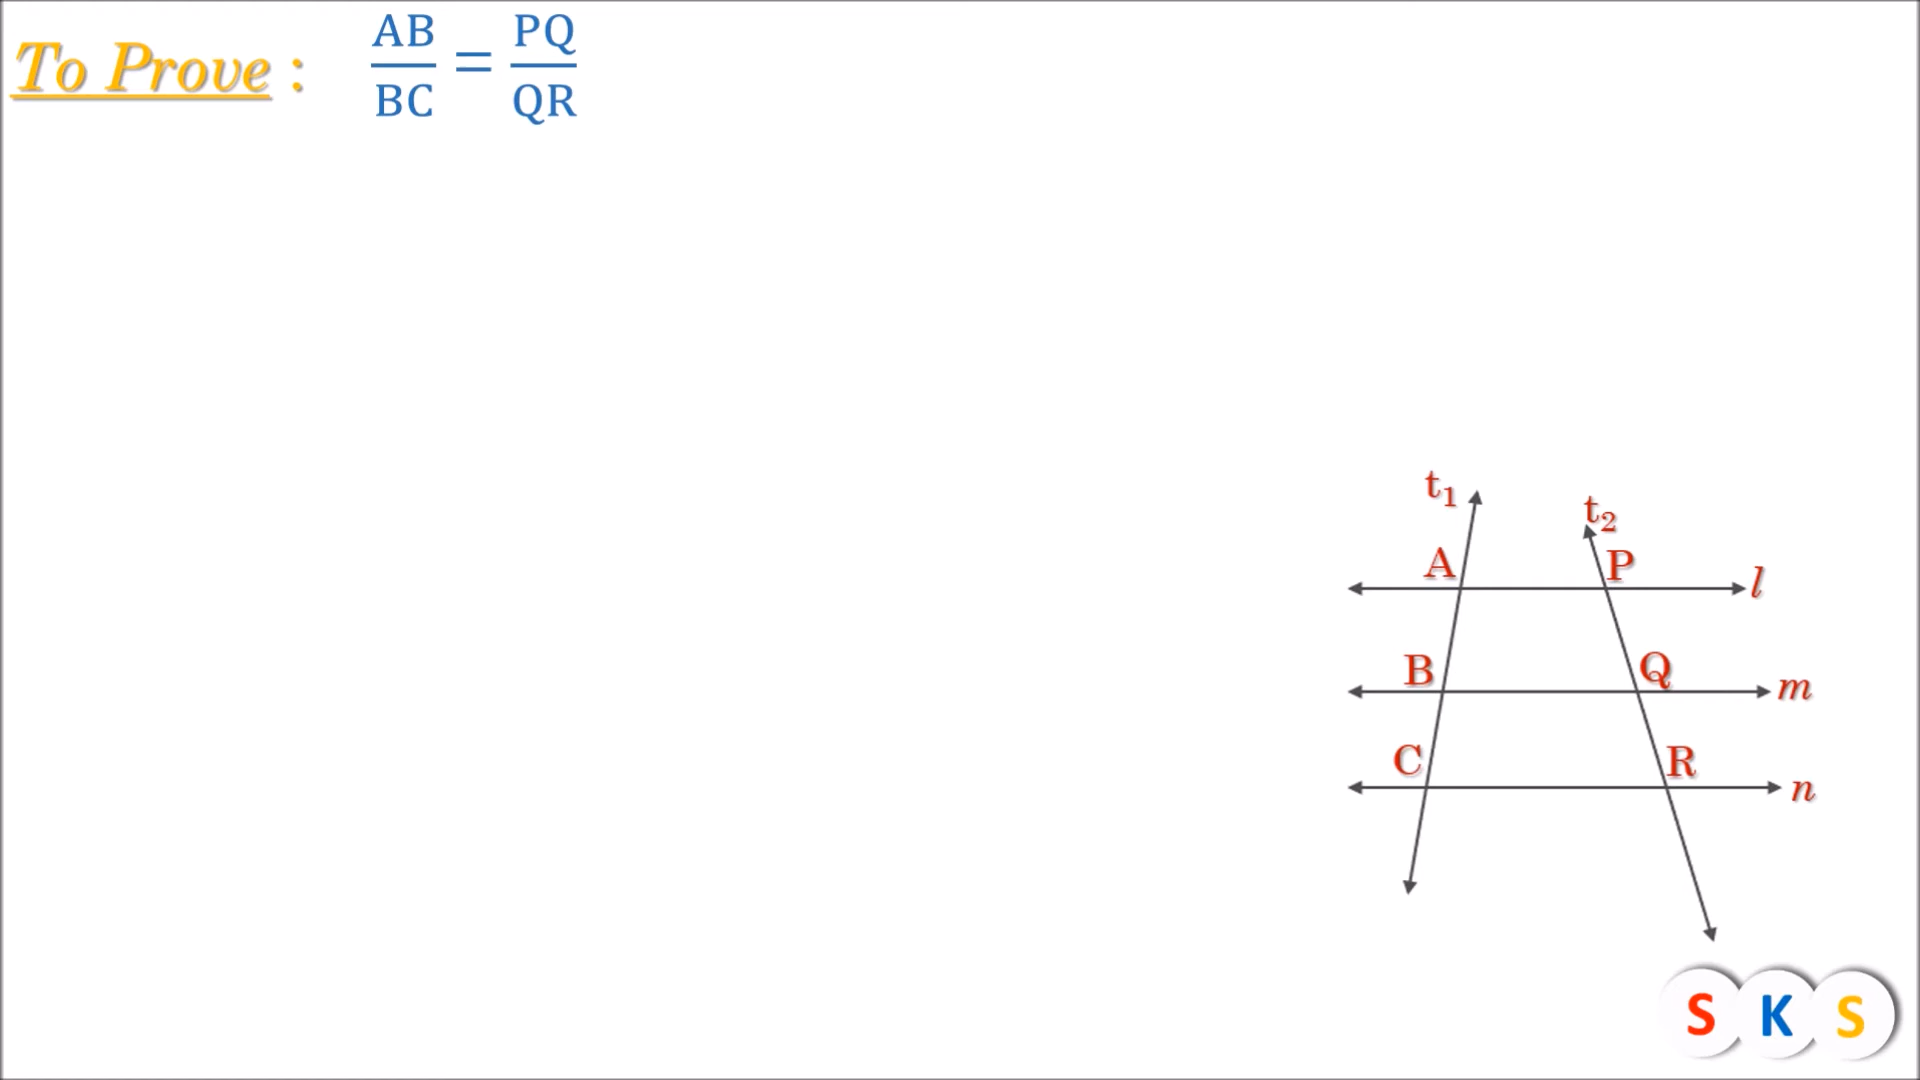 To Prove : AB/BC = PQ/QR
t₁
t₂
A
P
l
B
Q
m
C
R
n
S K S